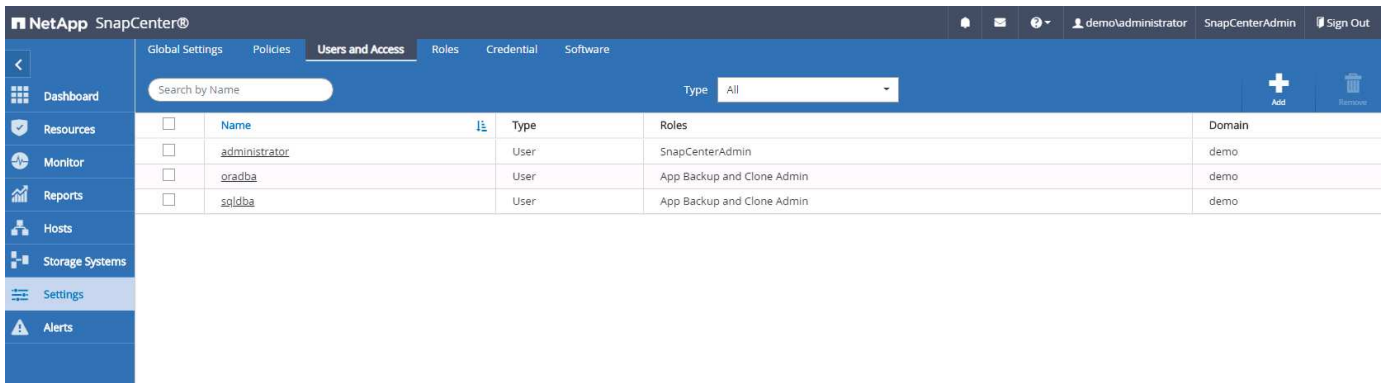 NetApp SnapCenter® demo\administrator SnapCenterAdmin Sign Out
Global Settings Policies Users and Access Roles Credential Software
Search by Name Type All Add Remove
Dashboard
Resources
Monitor
Reports
Hosts
Storage Systems
Settings
Alerts
Name Type Roles Domain
administrator User SnapCenterAdmin demo
oradba User App Backup and Clone Admin demo
sqldba User App Backup and Clone Admin demo